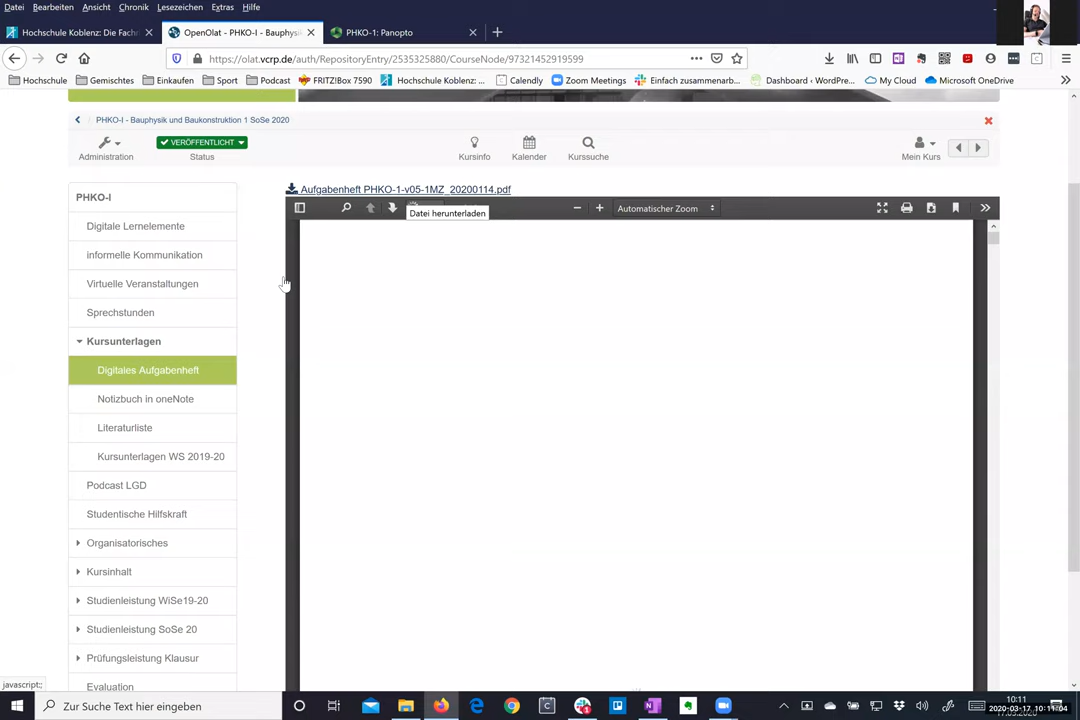 Datei Bearbeiten Ansicht Chronik Lesezeichen Extras Hilfe
Hochschule Koblenz: Die Fach
OpenOlat - PHKO-I - Bauphysik
PHKO-1: Panopto
https://olat.vcrp.de/auth/RepositoryEntry/2535325880/CourseNode/97321452919599
Hochschule Gemischtes Einkaufen Sport Podcast FRITZ!Box 7590 Hochschule Koblenz: ... Calendly Zoom Meetings Einfach zusammenarb... Dashboard ‹ WordPre... My Cloud Microsoft OneDrive
PHKO-I - Bauphysik und Baukonstruktion 1 SoSe 2020
VERÖFFENTLICHT
Administration Status Kursinfo Kalender Kurssuche Mein Kurs
Aufgabenheft PHKO-1-v05-1MZ_20200114.pdf
PHKO-I
Automatischer Zoom
Datei herunterladen
Digitale Lernelemente
informelle Kommunikation
Virtuelle Veranstaltungen
Sprechstunden
Kursunterlagen
Digitales Aufgabenheft
Notizbuch in oneNote
Literaturliste
Kursunterlagen WS 2019-20
Podcast LGD
Studentische Hilfskraft
Organisatorisches
Kursinhalt
Studienleistung WiSe19-20
Studienleistung SoSe 20
Prüfungsleistung Klausur
Evaluation
javascript:;
Zur Suche Text hier eingeben
10:11
2020-03-17 10:11:04